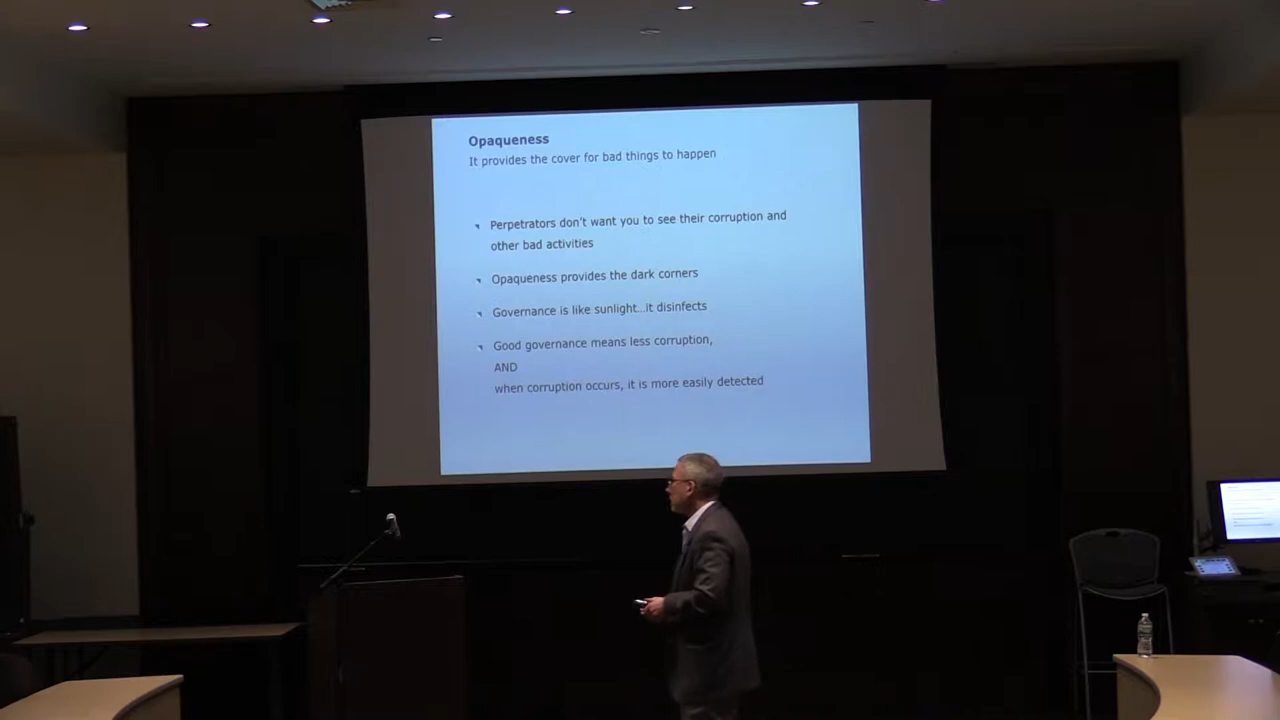 Opaqueness
It provides the cover for bad things to happen
Perpetrators don't want you to see their corruption and
other bad activities
Opaqueness provides the dark corners
Governance is like sunlight...it disinfects
Good governance means less corruption,
AND
when corruption occurs, it is more easily detected